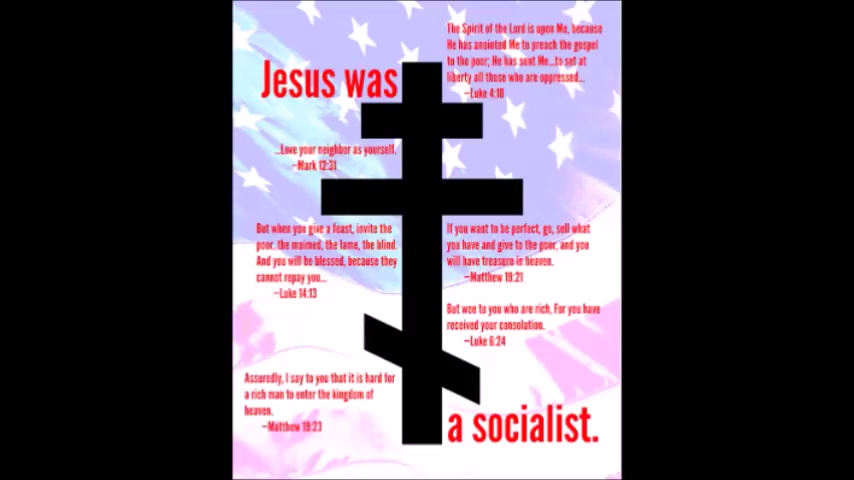 Jesus was
The Spirit of the Lord is upon Me, because
He has anointed Me to preach the gospel
to the poor; He has sent Me...to set at
liberty all those who are oppressed...
—Luke 4:18
...Love your neighbor as yourself.
—Mark 12:31
But when you give a feast, invite the
poor, the maimed, the lame, the blind.
And you will be blessed, because they
cannot repay you...
—Luke 14:13
If you want to be perfect, go, sell what
you have and give to the poor, and you
will have treasure in heaven.
—Matthew 19:21
But woe to you who are rich, For you have
received your consolation.
—Luke 6:24
Assuredly, I say to you that it is hard for
a rich man to enter the kingdom of
heaven.
—Matthew 19:23
a socialist.